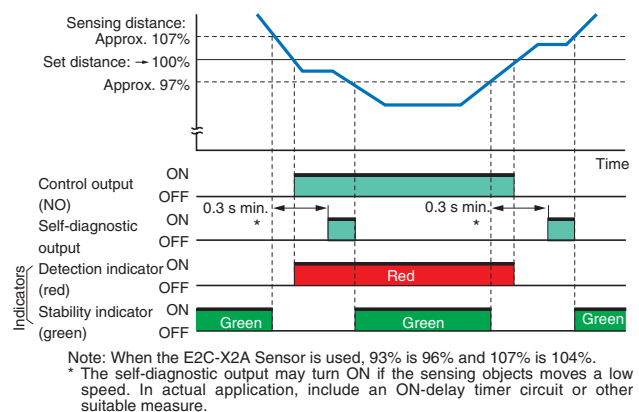 Sensing distance:
Approx. 107%
Set distance: → 100%
Approx. 97%
Time
Control output
(NO)
ON
OFF
0.3 s min.
*
0.3 s min.
*
Self-diagnostic
output
ON
OFF
Indicators
Detection indicator
(red)
ON
OFF
Red
Stability indicator
(green)
ON
OFF
Green
Green
Green
Note: When the E2C-X2A Sensor is used, 93% is 96% and 107% is 104%.
* The self-diagnostic output may turn ON if the sensing objects moves a low
speed. In actual application, include an ON-delay timer circuit or other
suitable measure.